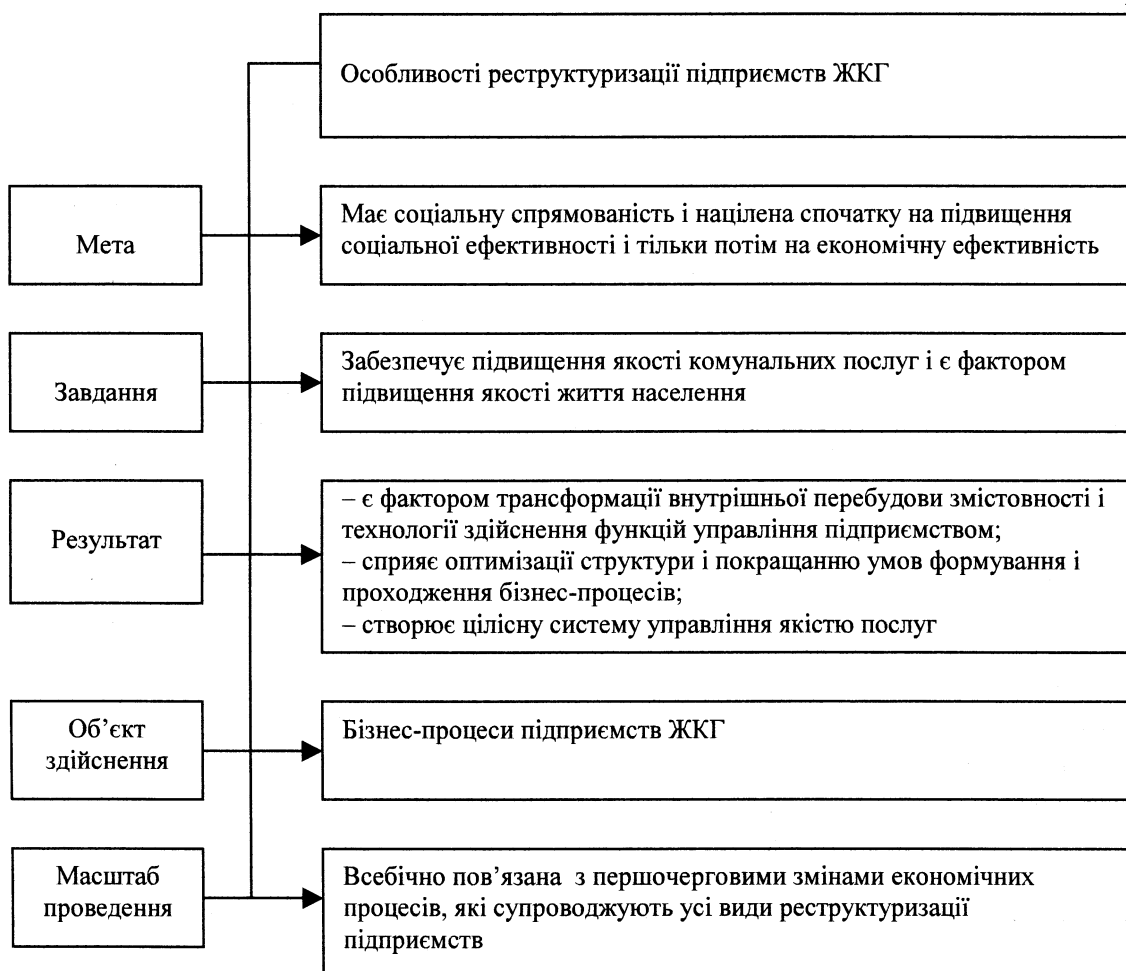 Особливості реструктуризації підприємств ЖКГ
Мета
Має соціальну спрямованість і націлена спочатку на підвищення
соціальної ефективності і тільки потім на економічну ефективність
Завдання
Забезпечує підвищення якості комунальних послуг і є фактором
підвищення якості життя населення
Результат
– є фактором трансформації внутрішньої перебудови змістовності і
технології здійснення функцій управління підприємством;
– сприяє оптимізації структури і покращанню умов формування і
проходження бізнес-процесів;
– створює цілісну систему управління якістю послуг
Об’єкт
здійснення
Бізнес-процеси підприємств ЖКГ
Масштаб
проведення
Всебічно пов’язана з першочерговими змінами економічних
процесів, які супроводжують усі види реструктуризації
підприємств